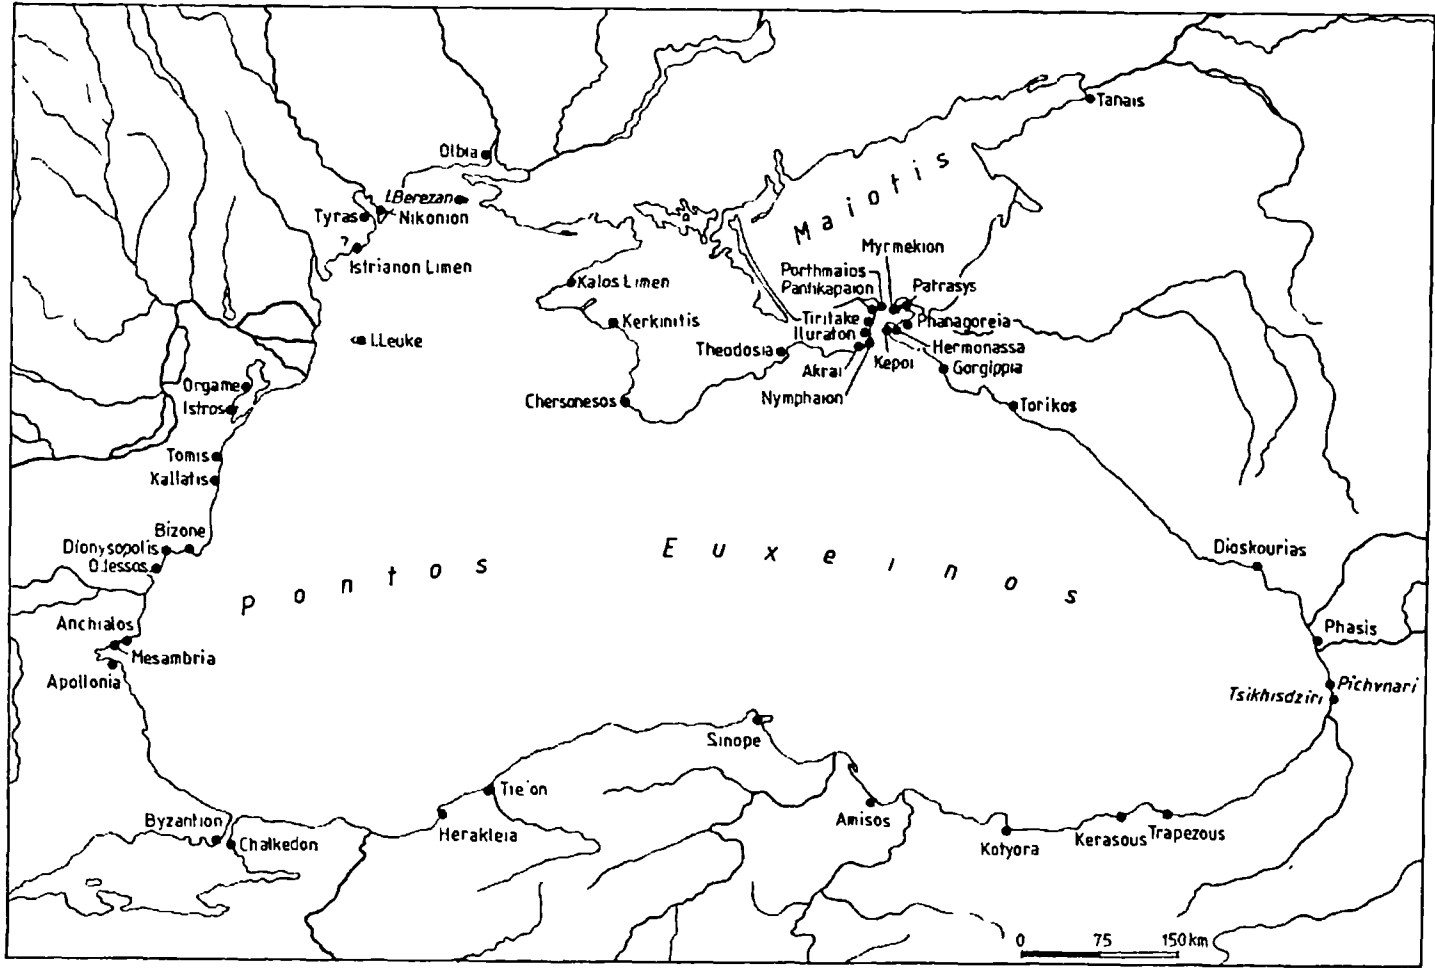 Tanais
Olbia
Maiotis
I.Berezan
Tyras
Nikonion
?
Istrianon Limen
Myrmekion
Porthmaios
Pantikapaion
Patrasys
Kalos Limen
Tiritake
Phanagoreia
Iluraton
Kerkinitis
I.Leuke
Theodosia
Hermonassa
Kepoi
Akrai
Gorgippia
Nymphaion
Orgame
Istros
Chersonesos
Torikos
Tomis
Kallatis
Bizone
Dionysopolis
Odessos
Pontos Euxeinos
Dioskourias
Anchialos
Mesambria
Apollonia
Phasis
Pichvnari
Tsikhisdziri
Sinope
Tieion
Byzantion
Chalkedon
Herakleia
Amisos
Kotyora
Kerasous
Trapezous
0 75 150km